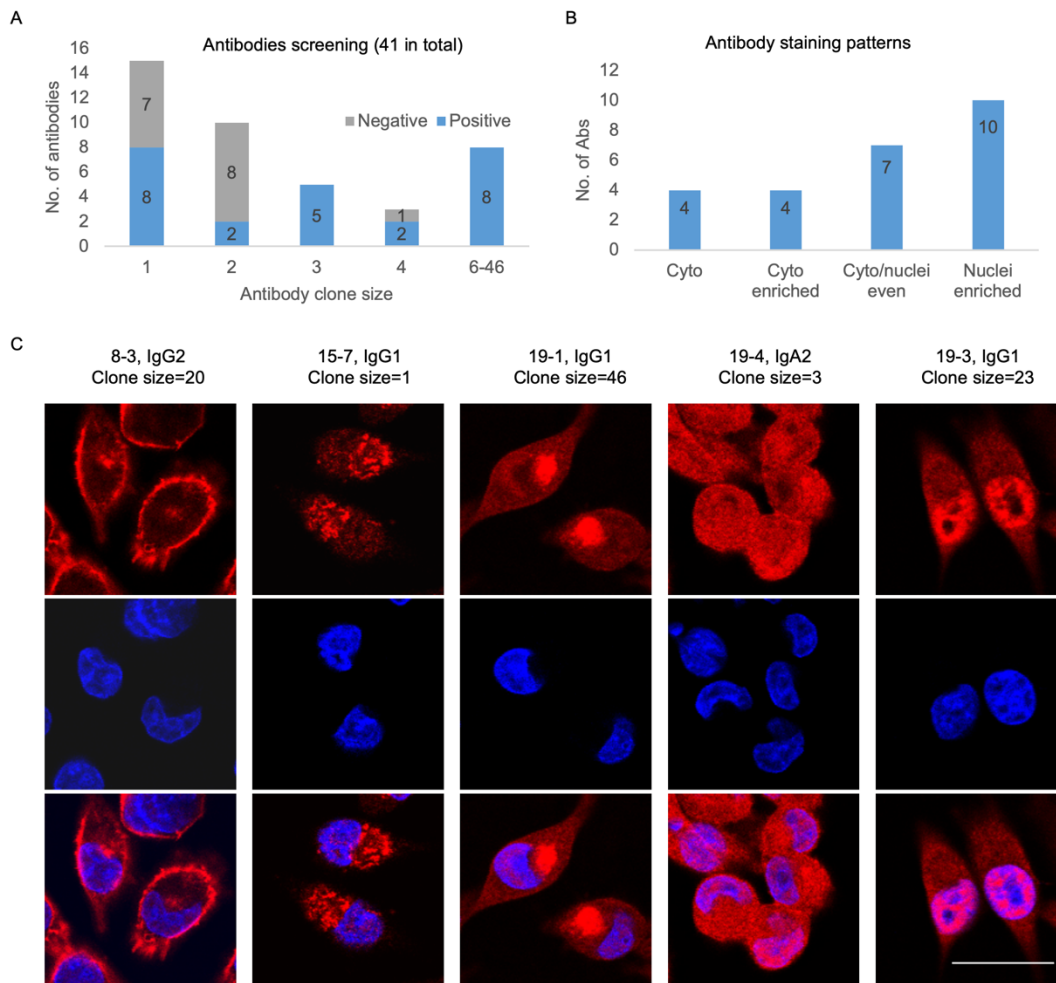 A
Antibodies screening (41 in total)
No. of antibodies
16
14
12
10
8
6
4
2
0
Negative
Positive
7
8
8
2
5
1
2
8
1
2
3
4
6-46
Antibody clone size
B
Antibody staining patterns
No. of Abs
12
10
8
6
4
2
0
4
4
7
10
Cyto
Cyto
enriched
Cyto/nuclei
even
Nuclei
enriched
C
8-3, IgG2
Clone size=20
15-7, IgG1
Clone size=1
19-1, IgG1
Clone size=46
19-4, IgA2
Clone size=3
19-3, IgG1
Clone size=23